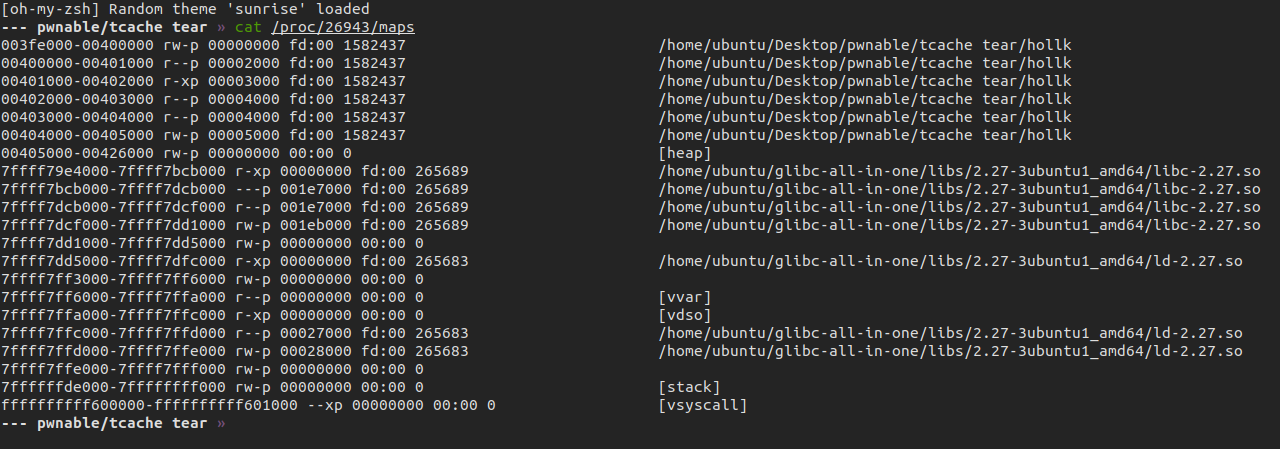 [oh-my-zsh] Random theme 'sunrise' loaded
--- pwnable/tcache tear » cat /proc/26943/maps
003fe000-00400000 rw-p 00000000 fd:00 1582437 /home/ubuntu/Desktop/pwnable/tcache tear/hollk
00400000-00401000 r--p 00002000 fd:00 1582437 /home/ubuntu/Desktop/pwnable/tcache tear/hollk
00401000-00402000 r-xp 00003000 fd:00 1582437 /home/ubuntu/Desktop/pwnable/tcache tear/hollk
00402000-00403000 r--p 00004000 fd:00 1582437 /home/ubuntu/Desktop/pwnable/tcache tear/hollk
00403000-00404000 r--p 00004000 fd:00 1582437 /home/ubuntu/Desktop/pwnable/tcache tear/hollk
00404000-00405000 rw-p 00005000 fd:00 1582437 /home/ubuntu/Desktop/pwnable/tcache tear/hollk
00405000-00426000 rw-p 00000000 00:00 0 [heap]
7ffff79e4000-7ffff7bcb000 r-xp 00000000 fd:00 265689 /home/ubuntu/glibc-all-in-one/libs/2.27-3ubuntu1_amd64/libc-2.27.so
7ffff7bcb000-7ffff7dcb000 ---p 001e7000 fd:00 265689 /home/ubuntu/glibc-all-in-one/libs/2.27-3ubuntu1_amd64/libc-2.27.so
7ffff7dcb000-7ffff7dcf000 r--p 001e7000 fd:00 265689 /home/ubuntu/glibc-all-in-one/libs/2.27-3ubuntu1_amd64/libc-2.27.so
7ffff7dcf000-7ffff7dd1000 rw-p 001eb000 fd:00 265689 /home/ubuntu/glibc-all-in-one/libs/2.27-3ubuntu1_amd64/libc-2.27.so
7ffff7dd1000-7ffff7dd5000 rw-p 00000000 00:00 0
7ffff7dd5000-7ffff7dfc000 r-xp 00000000 fd:00 265683 /home/ubuntu/glibc-all-in-one/libs/2.27-3ubuntu1_amd64/ld-2.27.so
7ffff7ff3000-7ffff7ff6000 rw-p 00000000 00:00 0
7ffff7ff6000-7ffff7ffa000 r--p 00000000 00:00 0 [vvar]
7ffff7ffa000-7ffff7ffc000 r-xp 00000000 00:00 0 [vdso]
7ffff7ffc000-7ffff7ffd000 r--p 00027000 fd:00 265683 /home/ubuntu/glibc-all-in-one/libs/2.27-3ubuntu1_amd64/ld-2.27.so
7ffff7ffd000-7ffff7ffe000 rw-p 00028000 fd:00 265683 /home/ubuntu/glibc-all-in-one/libs/2.27-3ubuntu1_amd64/ld-2.27.so
7ffff7ffe000-7ffff7fff000 rw-p 00000000 00:00 0
7ffffffde000-7ffffffff000 rw-p 00000000 00:00 0 [stack]
ffffffffff600000-ffffffffff601000 --xp 00000000 00:00 0 [vsyscall]
--- pwnable/tcache tear »